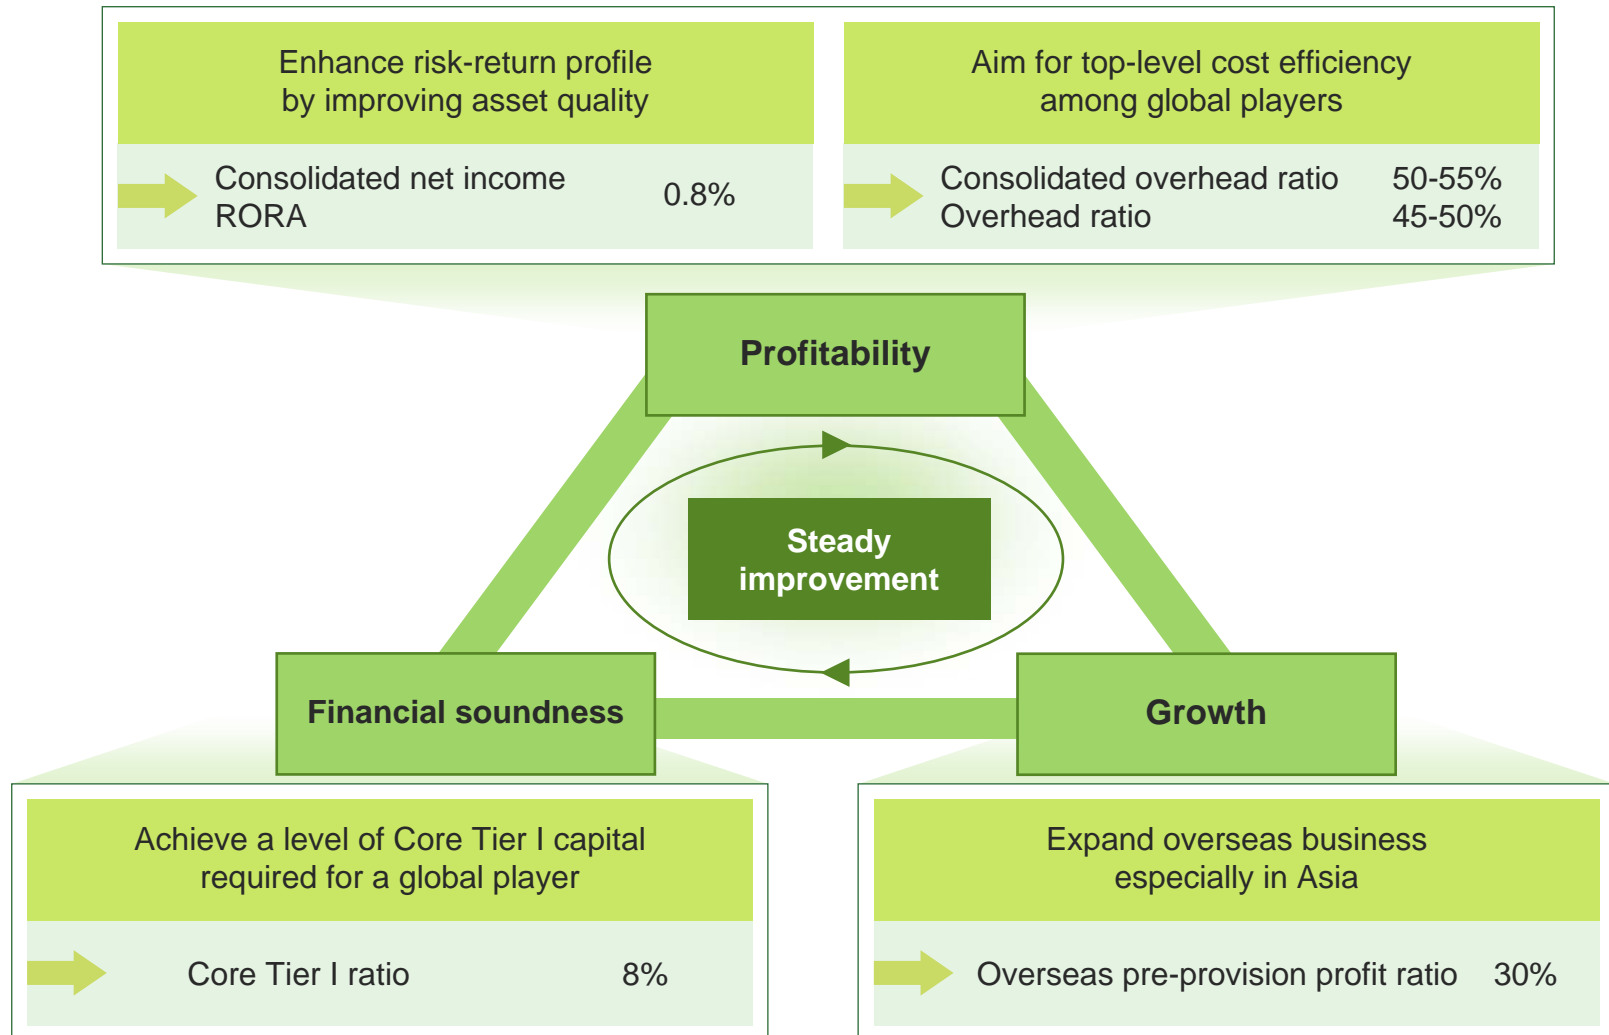 Enhance risk-return profile
by improving asset quality
Consolidated net income
RORA
0.8%
Aim for top-level cost efficiency
among global players
Consolidated overhead ratio 50-55%
Overhead ratio 45-50%
Profitability
Steady
improvement
Financial soundness
Growth
Achieve a level of Core Tier I capital
required for a global player
Core Tier I ratio 8%
Expand overseas business
especially in Asia
Overseas pre-provision profit ratio 30%